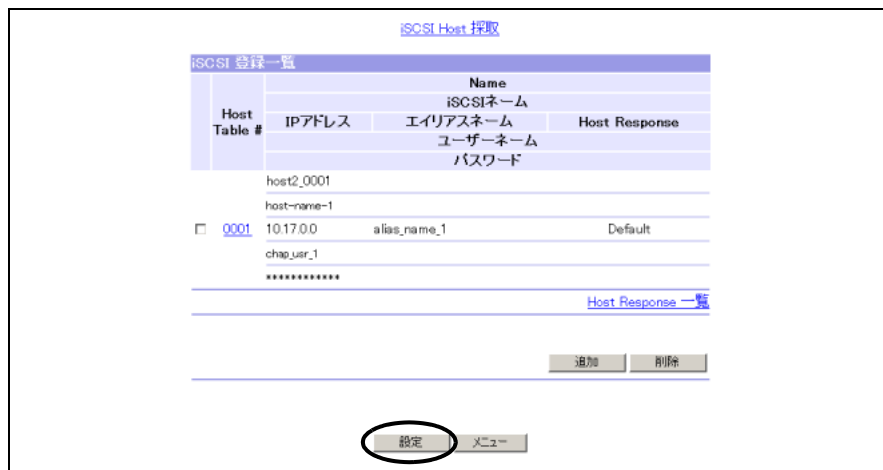 iSCSI Host 採取
iSCSI 登録一覧
Host Table #
Name
iSCSIネーム
IPアドレス エイリアスネーム Host Response
ユーザーネーム
パスワード
host2_0001
host-name-1
0001 10.17.0.0 alias_name_1 Default
chap_usr_1
************
Host Response 一覧
追加 削除
設定 メニュー